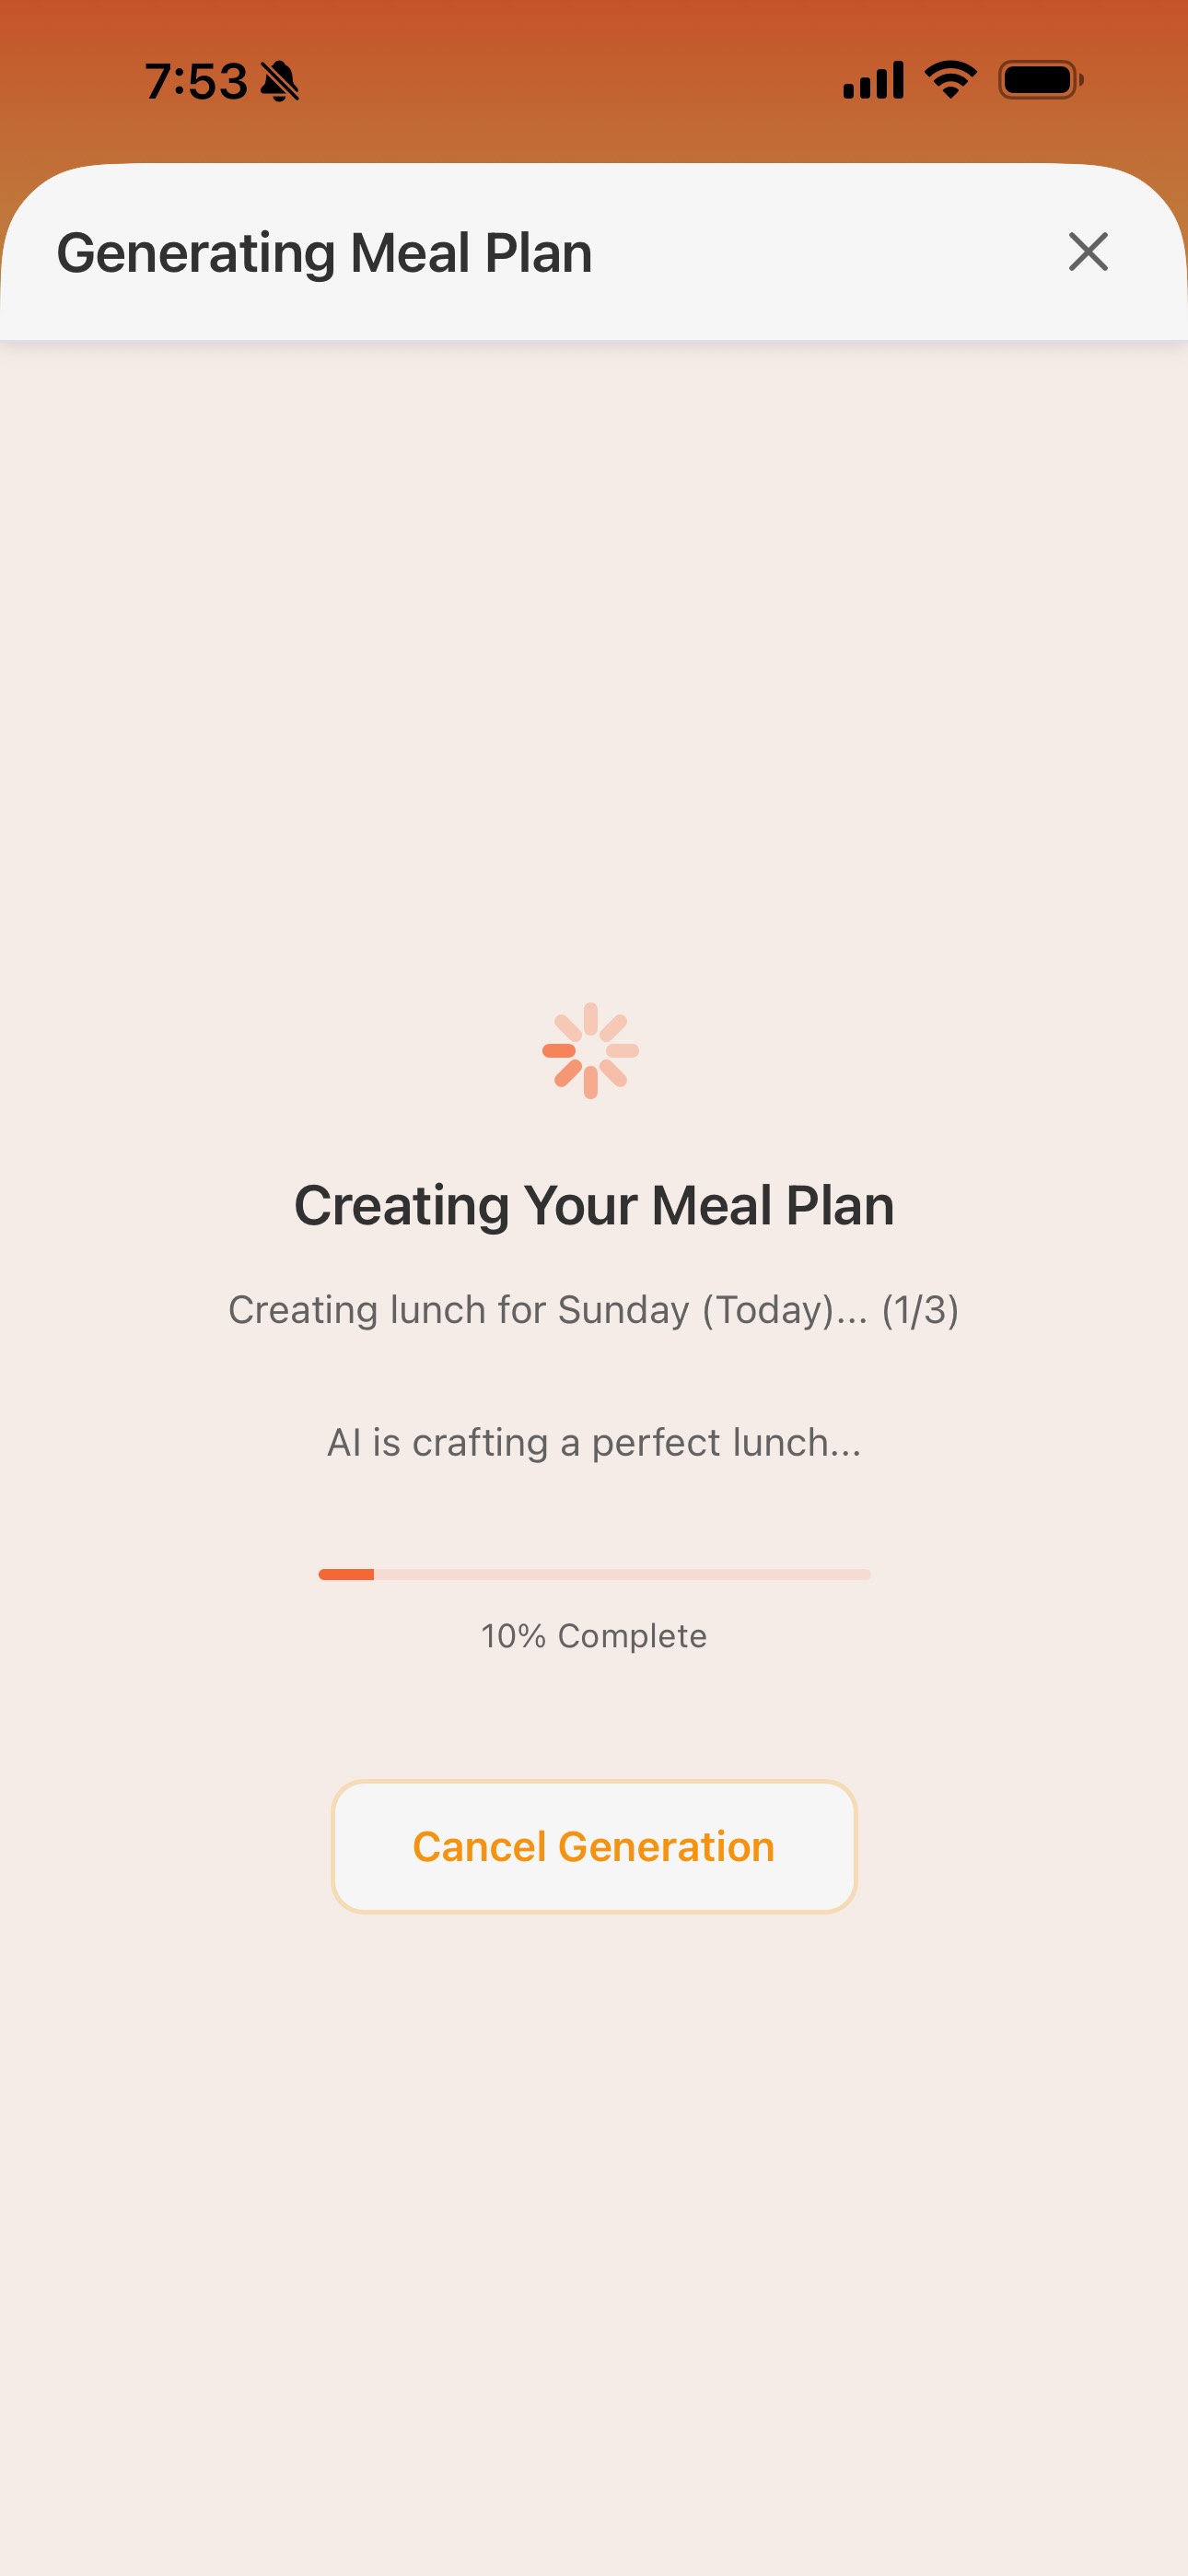 7:53
Generating Meal Plan
Creating Your Meal Plan
Creating lunch for Sunday (Today)... (1/3)
AI is crafting a perfect lunch...
10% Complete
Cancel Generation